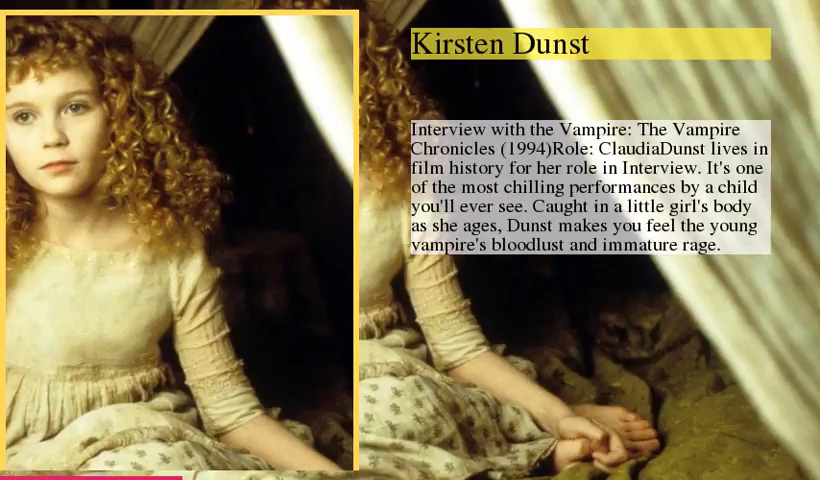 Kirsten Dunst
Interview with the Vampire: The Vampire
Chronicles (1994)Role: ClaudiaDunst lives in
film history for her role in Interview. It's one
of the most chilling performances by a child
you'll ever see. Caught in a little girl's body
as she ages, Dunst makes you feel the young
vampire's bloodlust and immature rage.